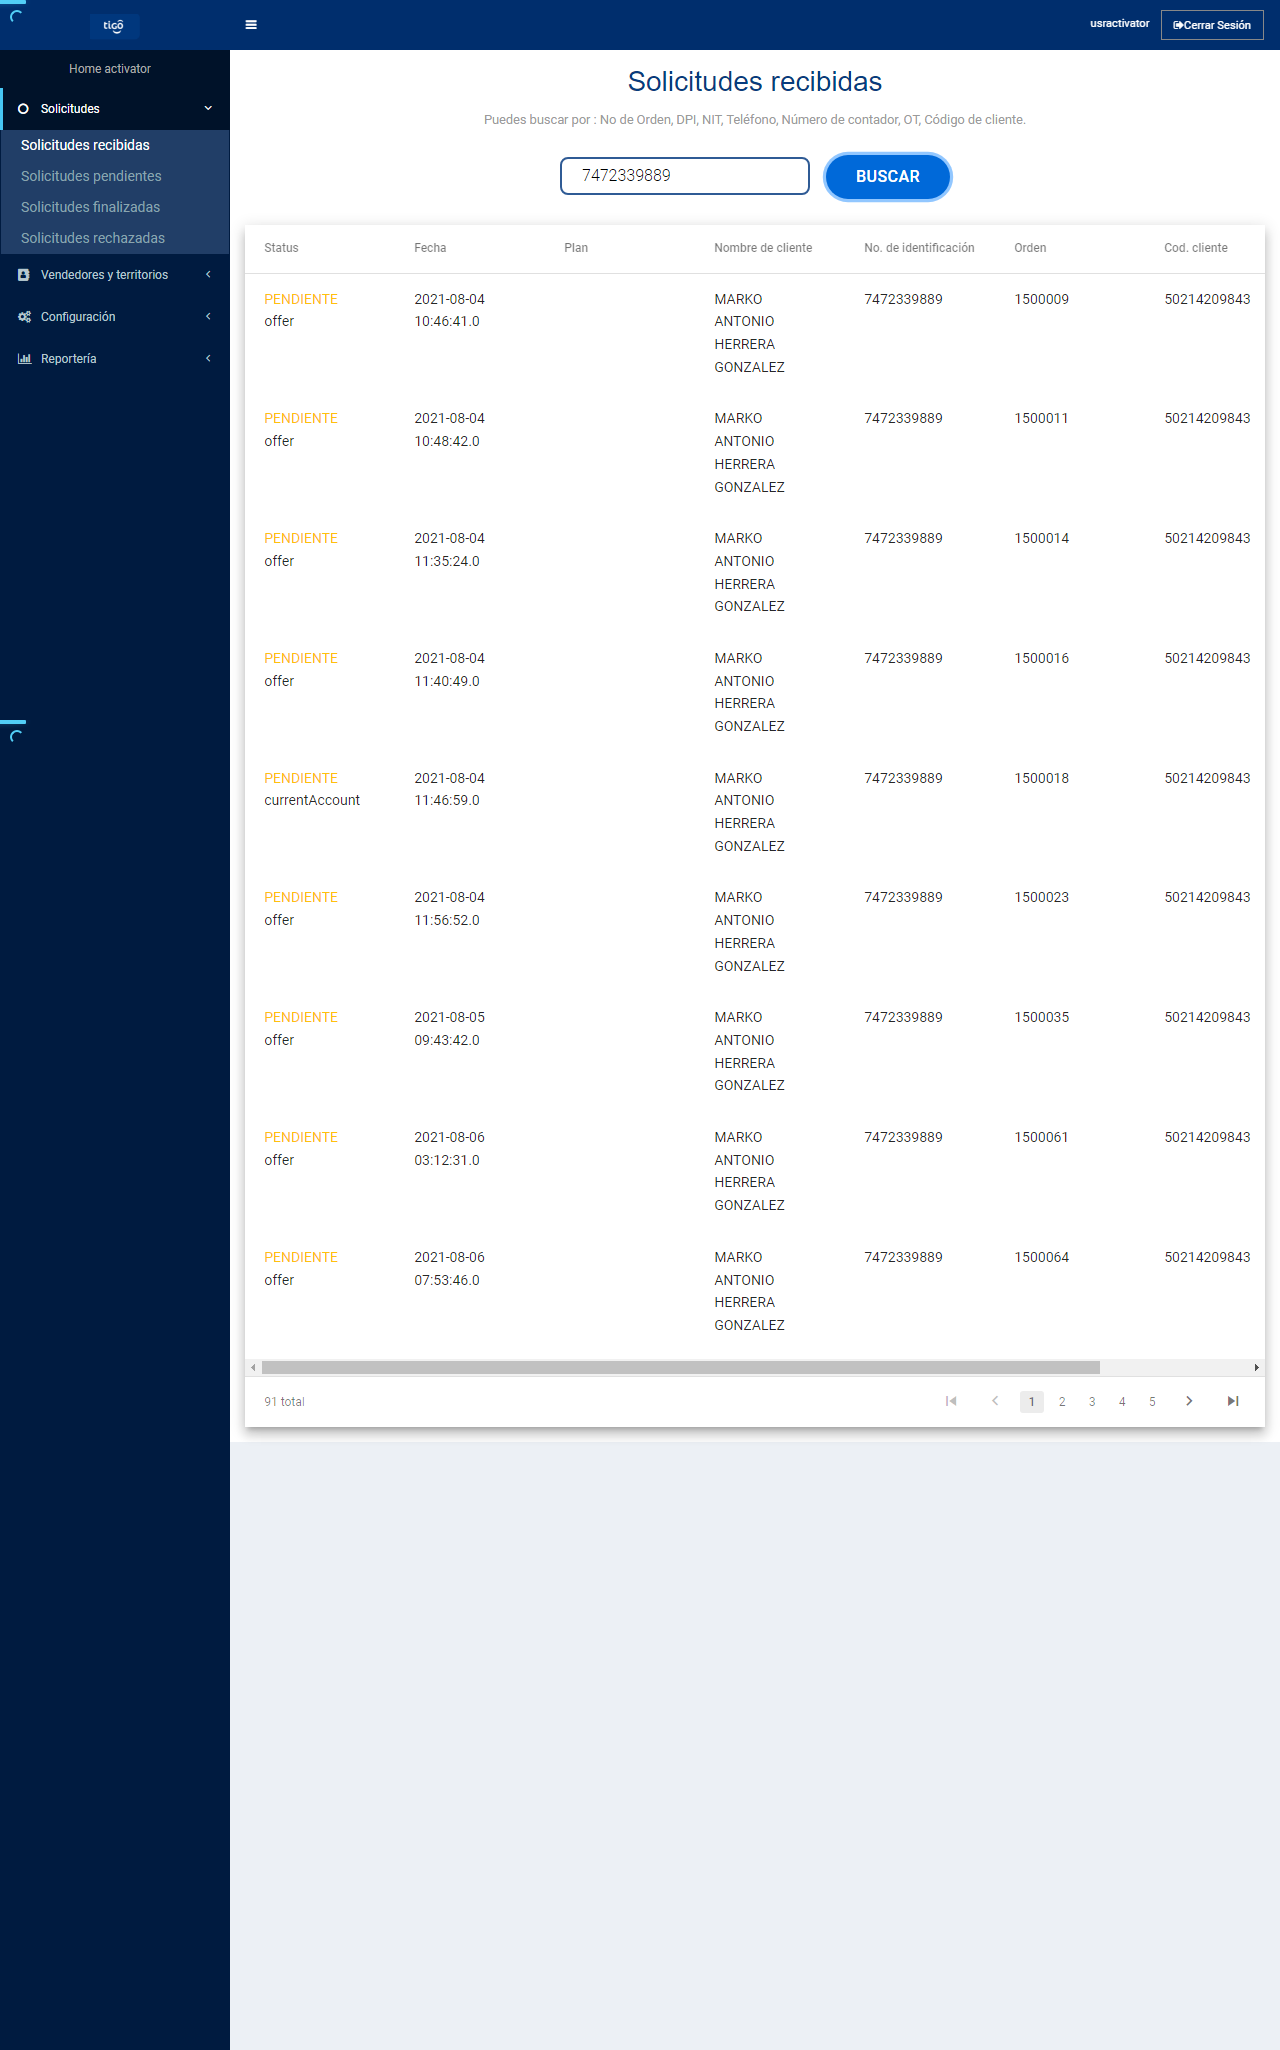 tigo
usractivator
Cerrar Sesión
Home activator
Solicitudes
Solicitudes recibidas
Solicitudes pendientes
Solicitudes finalizadas
Solicitudes rechazadas
Vendedores y territorios
Configuración
Reportería
Solicitudes recibidas
Puedes buscar por : No de Orden, DPI, NIT, Teléfono, Número de contador, OT, Código de cliente.
7472339889 BUSCAR
Status Fecha Plan Nombre de cliente No. de identificación Orden Cod. cliente
PENDIENTE 2021-08-04 MARKO 7472339889 1500009 50214209843
offer 10:46:41.0 ANTONIO
HERRERA
GONZALEZ
PENDIENTE 2021-08-04 MARKO 7472339889 1500011 50214209843
offer 10:48:42.0 ANTONIO
HERRERA
GONZALEZ
PENDIENTE 2021-08-04 MARKO 7472339889 1500014 50214209843
offer 11:35:24.0 ANTONIO
HERRERA
GONZALEZ
PENDIENTE 2021-08-04 MARKO 7472339889 1500016 50214209843
offer 11:40:49.0 ANTONIO
HERRERA
GONZALEZ
PENDIENTE 2021-08-04 MARKO 7472339889 1500018 50214209843
currentAccount 11:46:59.0 ANTONIO
HERRERA
GONZALEZ
PENDIENTE 2021-08-04 MARKO 7472339889 1500023 50214209843
offer 11:56:52.0 ANTONIO
HERRERA
GONZALEZ
PENDIENTE 2021-08-05 MARKO 7472339889 1500035 50214209843
offer 09:43:42.0 ANTONIO
HERRERA
GONZALEZ
PENDIENTE 2021-08-06 MARKO 7472339889 1500061 50214209843
offer 03:12:31.0 ANTONIO
HERRERA
GONZALEZ
PENDIENTE 2021-08-06 MARKO 7472339889 1500064 50214209843
offer 07:53:46.0 ANTONIO
HERRERA
GONZALEZ
91 total 1 2 3 4 5